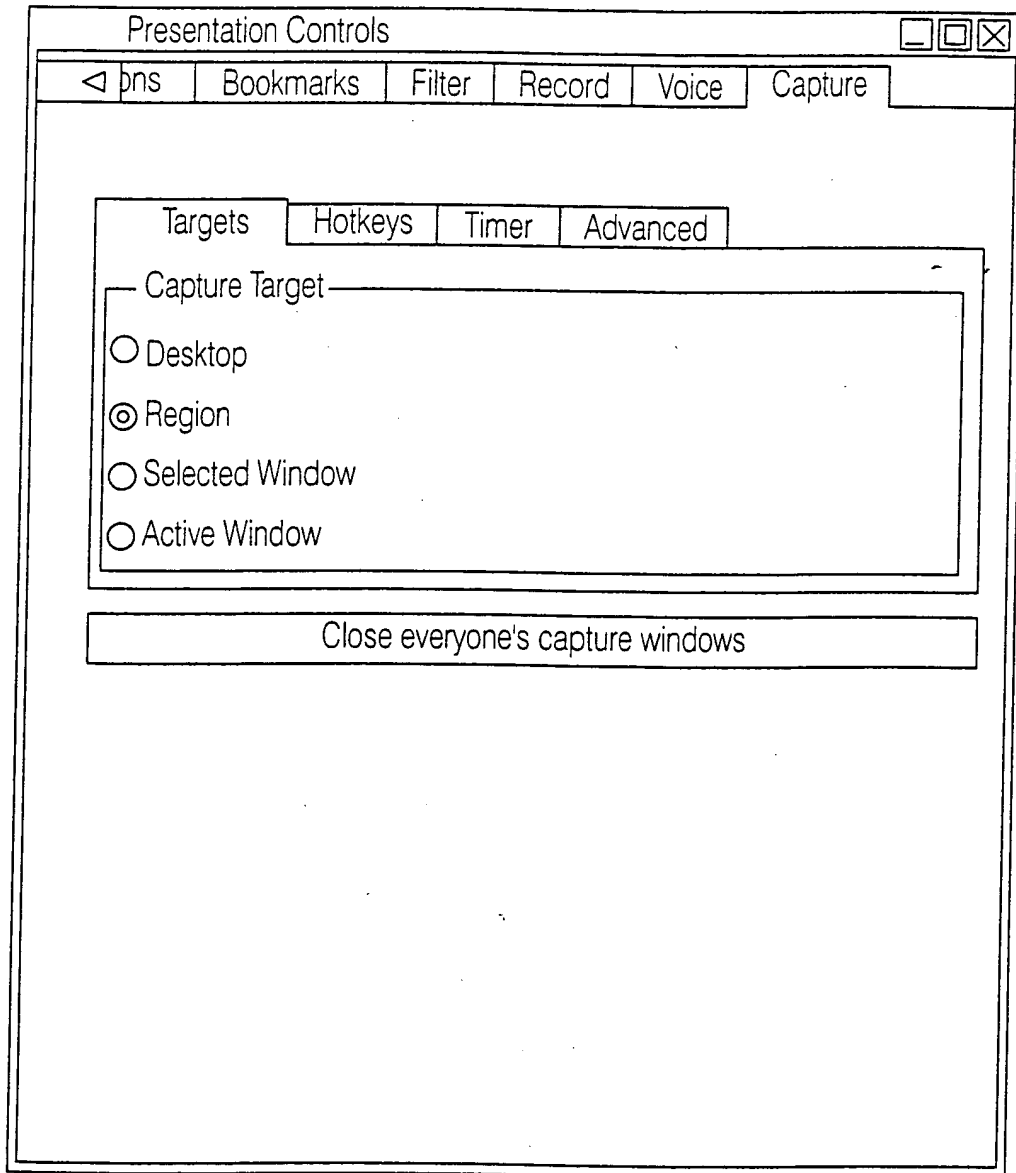 Presentation Controls
ons Bookmarks Filter Record Voice Capture
Targets Hotkeys Timer Advanced
Capture Target
Desktop
Region
Selected Window
Active Window
Close everyone's capture windows